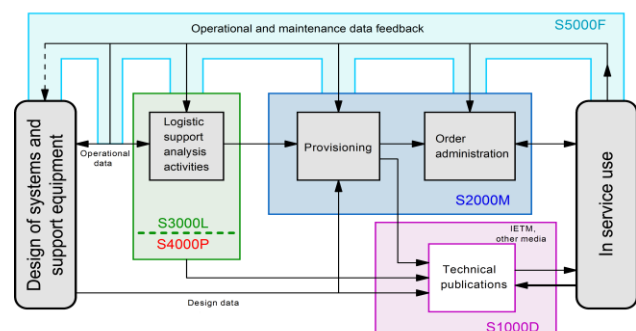 Operational and maintenance data feedback
S5000F
Design of systems and
support equipment
Operational
data
Logistic
support
analysis
activities
S3000L
S4000P
Provisioning
Order
administration
S2000M
In service use
IETM,
other media
Technical
publications
Design data
S1000D